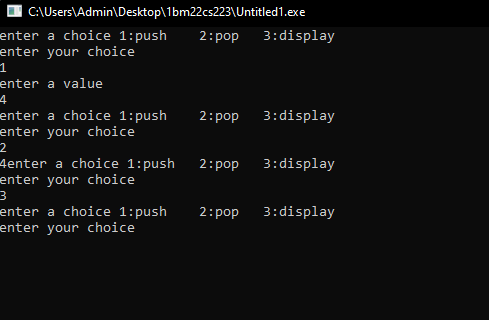 C:\Users\Admin\Desktop\1bm22cs223\Untitled1.exe
enter a choice 1:push    2:pop   3:display
enter your choice
1
enter a value
4
enter a choice 1:push    2:pop   3:display
enter your choice
2
4enter a choice 1:push    2:pop   3:display
enter your choice
3
enter a choice 1:push    2:pop   3:display
enter your choice